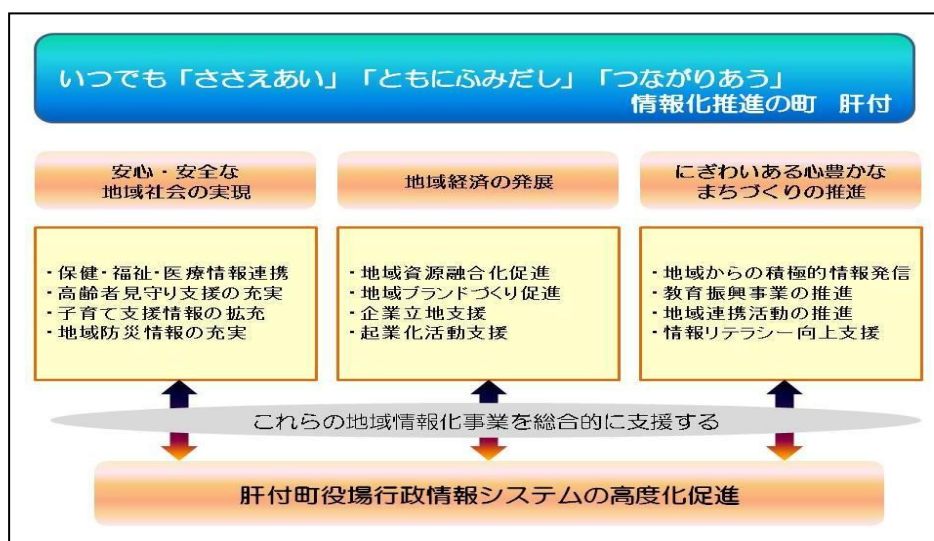 いつでも「ささえあい」「ともにふみだし」「つながりあう」
情報化推進の町 肝付
安心・安全な
地域社会の実現
・保健・福祉・医療情報連携
・高齢者見守り支援の充実
・子育て支援情報の拡充
・地域防災情報の充実
地域経済の発展
・地域資源融合化促進
・地域ブランドづくり促進
・企業立地支援
・起業化活動支援
にぎわいある心豊かな
まちづくりの推進
・地域からの積極的情報発信
・教育振興事業の推進
・地域連携活動の推進
・情報リテラシー向上支援
これらの地域情報化事業を総合的に支援する
肝付町役場行政情報システムの高度化促進